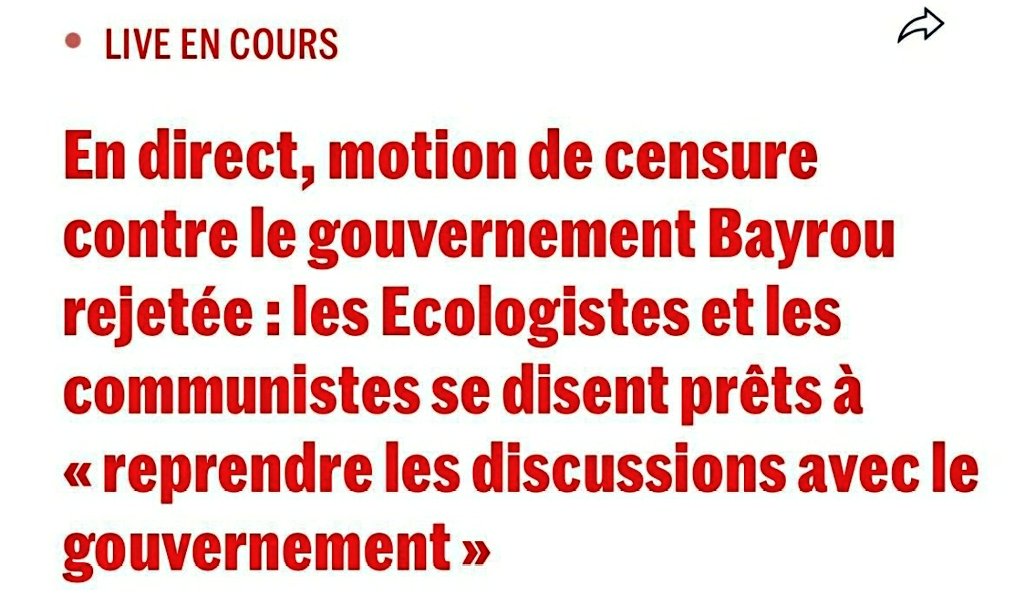 LIVE EN COURS
En direct, motion de censure
contre le gouvernement Bayrou
rejetée : les Ecologistes et les
communistes se disent prêts à
« reprendre les discussions avec le
gouvernement »